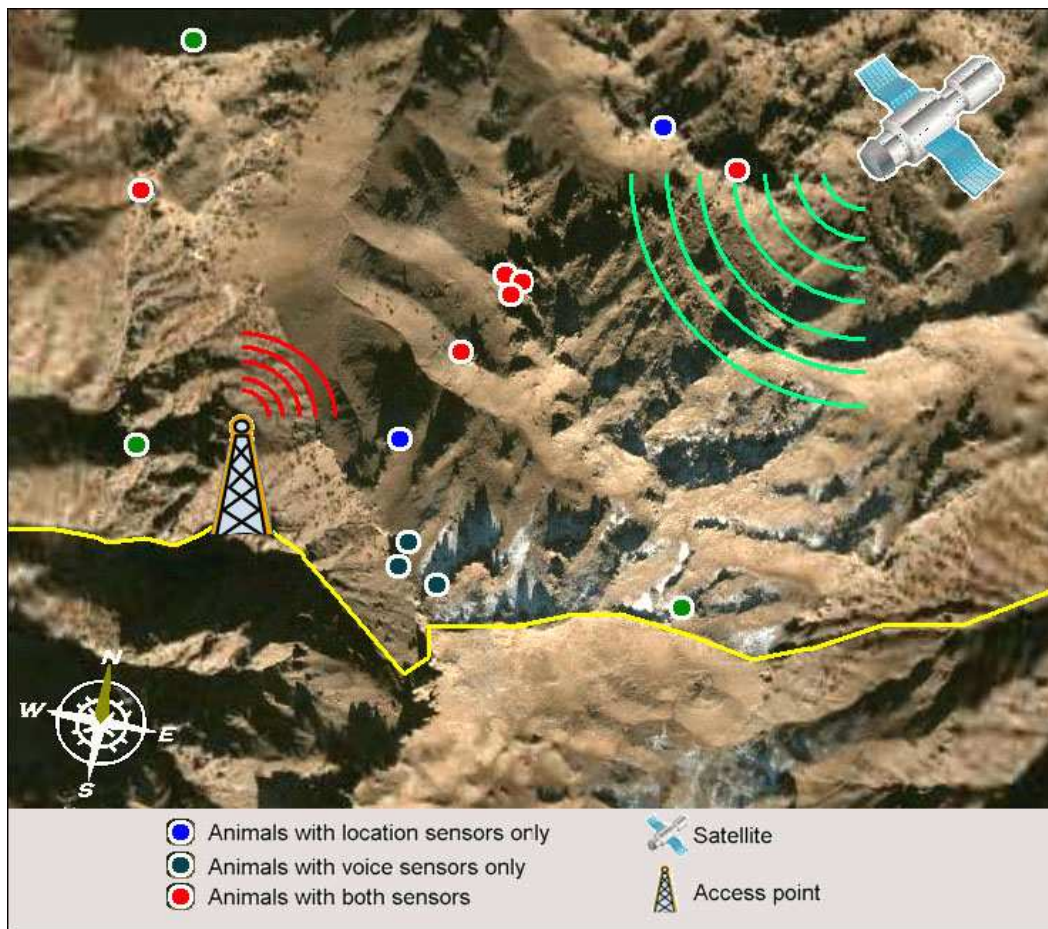 N
W
E
S
Animals with location sensors only
Satellite
Animals with voice sensors only
Animals with both sensors
Access point